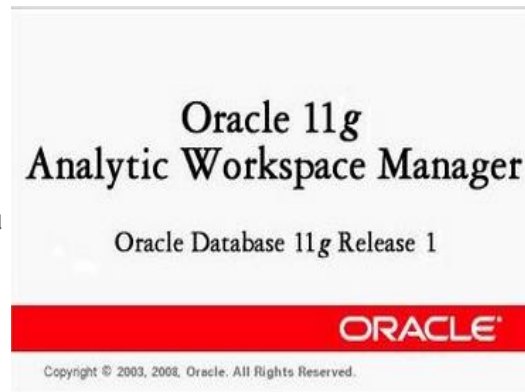 Oracle 11g
Analytic Workspace Manager
Oracle Database 11g Release 1
ORACLE®
Copyright © 2003, 2008, Oracle. All Rights Reserved.